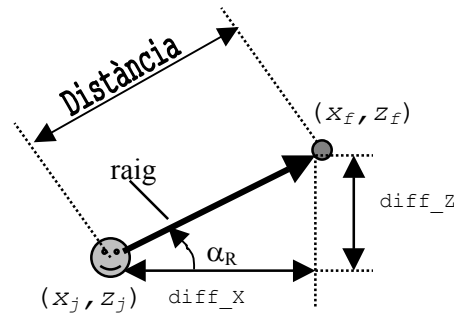 Distància
(x_f, z_f)
raig
diff_Z
α_R
(x_j, z_j)
diff_X